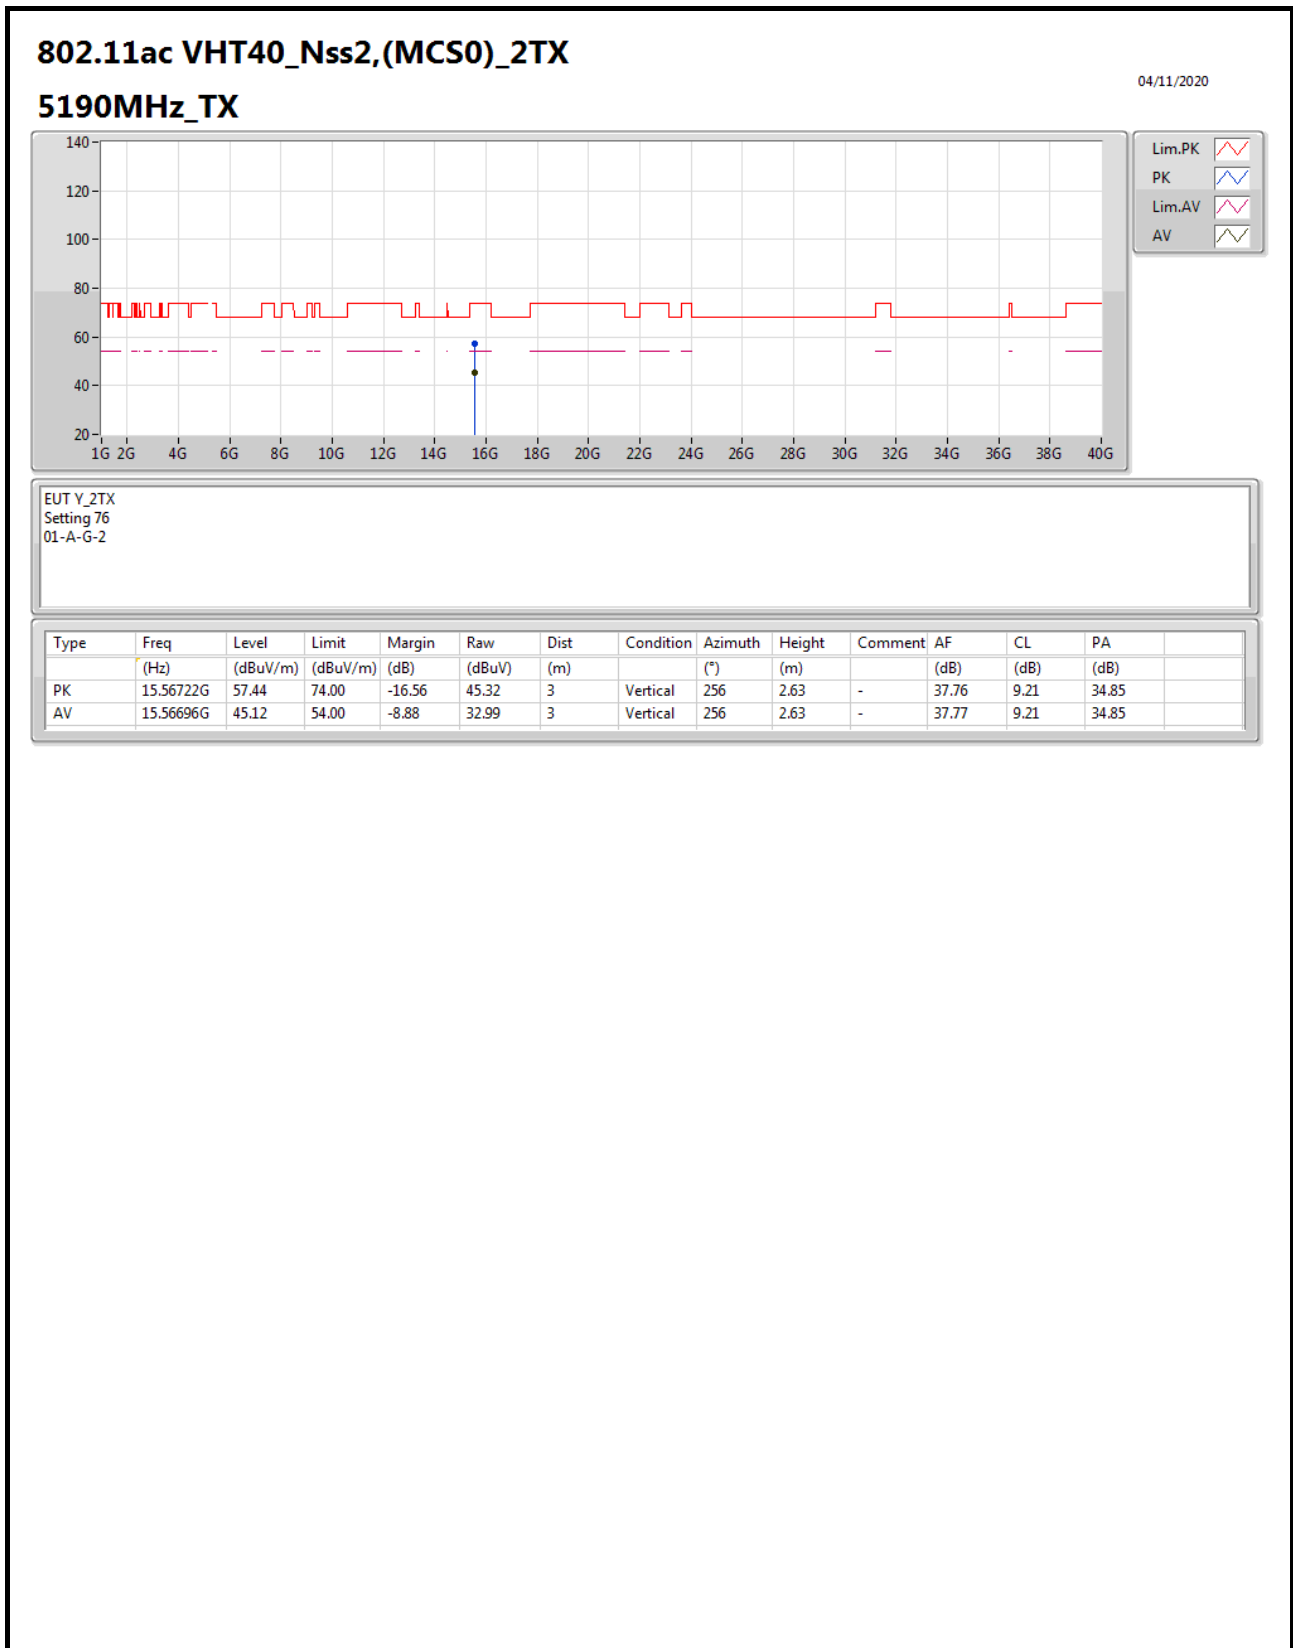 802.11ac VHT40_Nss2,(MCS0)_2TX
04/11/2020
5190MHz_TX
140
120
100
80
60
40
20
1G 2G 4G 6G 8G 10G 12G 14G 16G 18G 20G 22G 24G 26G 28G 30G 32G 34G 36G 38G 40G
Lim.PK
PK
Lim.AV
AV
EUT Y_2TX
Setting 76
01-A-G-2
Type Freq Level Limit Margin Raw Dist Condition Azimuth Height Comment AF CL PA
(Hz) (dBuV/m) (dBuV/m) (dB) (dBuV) (m) (°) (m) (dB) (dB) (dB)
PK 15.56722G 57.44 74.00 -16.56 45.32 3 Vertical 256 2.63 - 37.76 9.21 34.85
AV 15.56696G 45.12 54.00 -8.88 32.99 3 Vertical 256 2.63 - 37.77 9.21 34.85